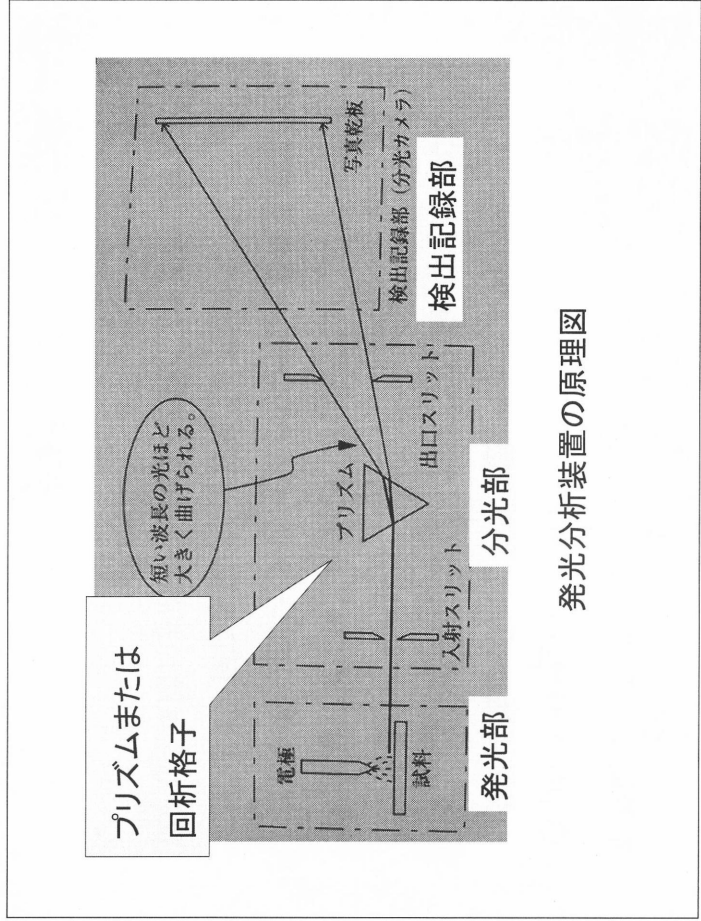 プリズムまたは
回析格子
短い波長の光ほど
大きく曲げられる。
電極
試料
発光部
入射スリット
プリズム
出口スリット
分光部
写真乾板
検出記録部（分光カメラ）
検出記録部
発光分析装置の原理図